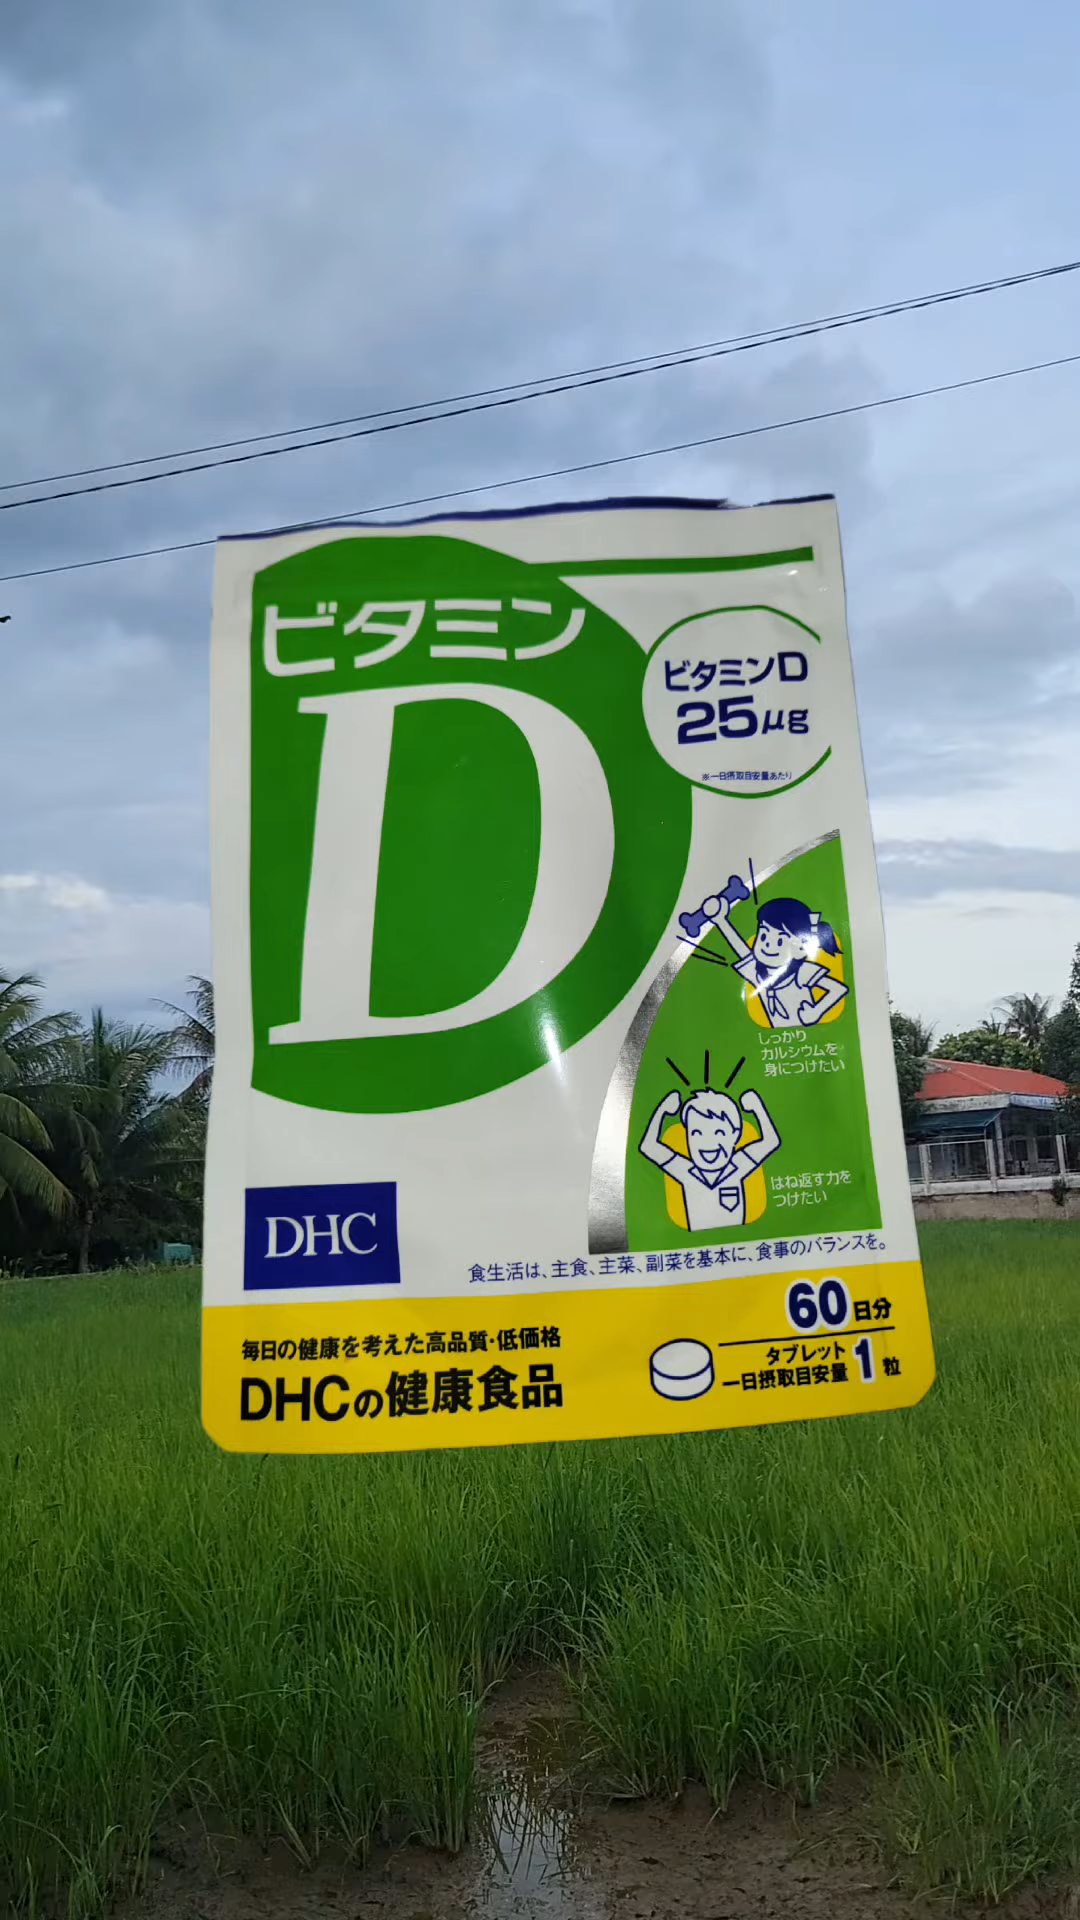 ビタミン
D
ビタミンD
25μg
※一日摂取目安量あたり
しっかり
カルシウムを
身につけたい
はね返す力を
つけたい
DHC
食生活は、主食、主菜、副菜を基本に、食事のバランスを。
毎日の健康を考えた高品質・低価格
DHCの健康食品
60日分
タブレット
一日摂取目安量 1粒